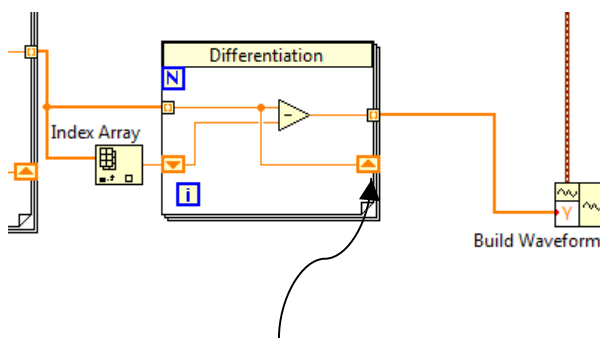 Differentiation
N
Index Array
i
Y
Build Waveform